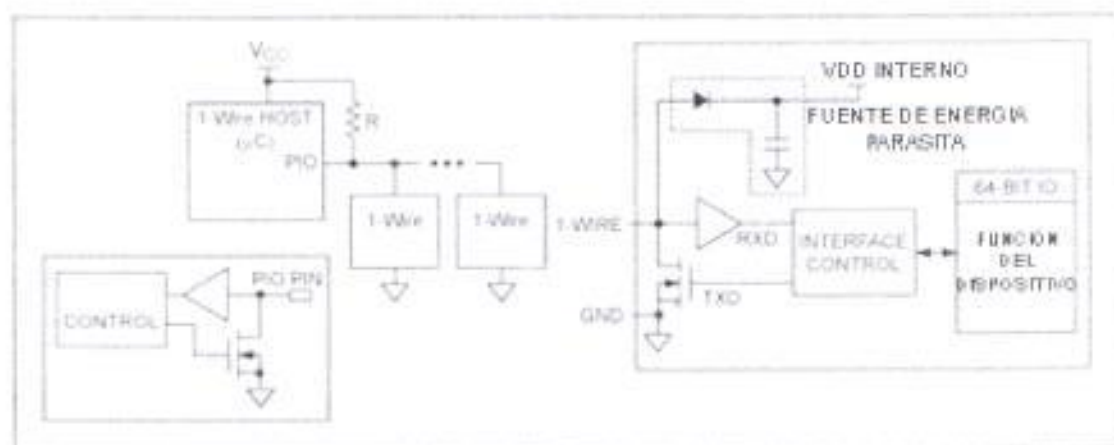 VCC
1-Wire HOST
(µC)
PIO
R
1-Wire
1-Wire
PIO PIN
CONTROL
VDD INTERNO
FUENTE DE ENERGIA
PARASITA
1-WIRE
RXD
TXD
GND
INTERFACE
CONTROL
64-BIT IO
FUNCION
DEL
DISPOSITIVO